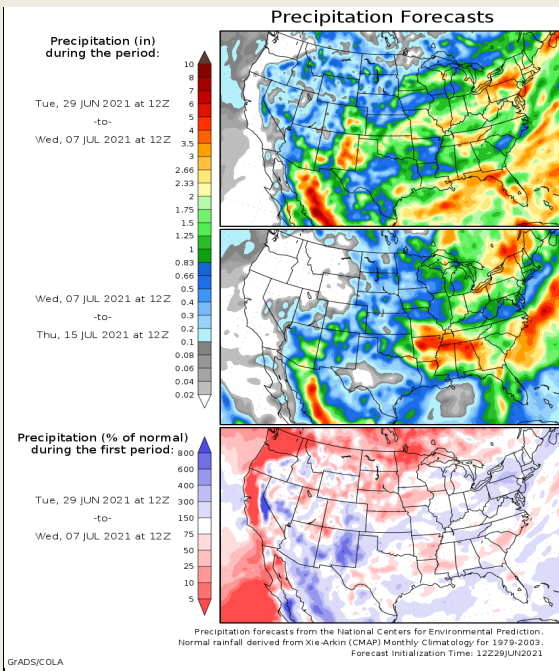 Precipitation Forecasts
Precipitation (in)
during the period:
Tue, 29 JUN 2021 at 12Z
-to-
Wed, 07 JUL 2021 at 12Z
10
8
7
6
5
4
3.5
3
2.66
2.33
2
1.75
1.5
1.25
1
0.83
0.66
0.5
0.4
0.3
0.2
0.1
0.08
0.06
0.04
0.02
Wed, 07 JUL 2021 at 12Z
-to-
Thu, 15 JUL 2021 at 12Z
Precipitation (% of normal)
during the first period:
Tue, 29 JUN 2021 at 12Z
-to-
Wed, 07 JUL 2021 at 12Z
800
600
400
300
150
75
50
25
10
5
Precipitation forecasts from the National Centers for Environmental Prediction.
Normal rainfall derived from Xie-Arkin (CMAP) Monthly Climatology for 1979-2003.
Forecast Initialization Time: 12Z29JUN2021
GrADS/COLA